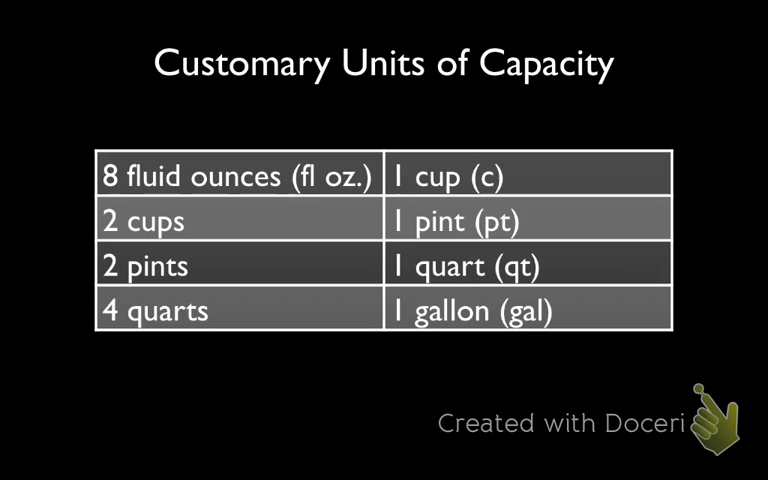 Customary Units of Capacity
8 fluid ounces (fl oz.) 1 cup (c)
2 cups 1 pint (pt)
2 pints 1 quart (qt)
4 quarts 1 gallon (gal)
Created with Doceri